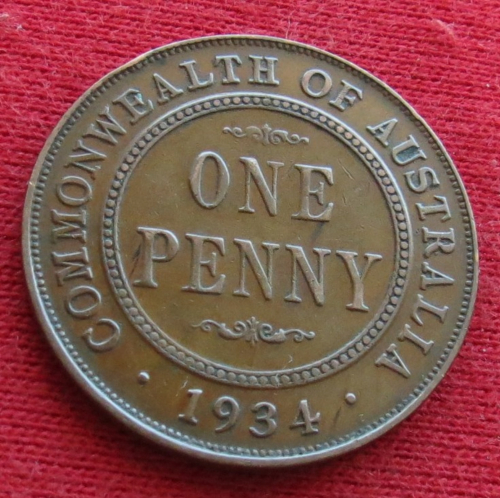 COMMONWEALTH OF AUSTRALIA
ONE
PENNY
· 1934 ·